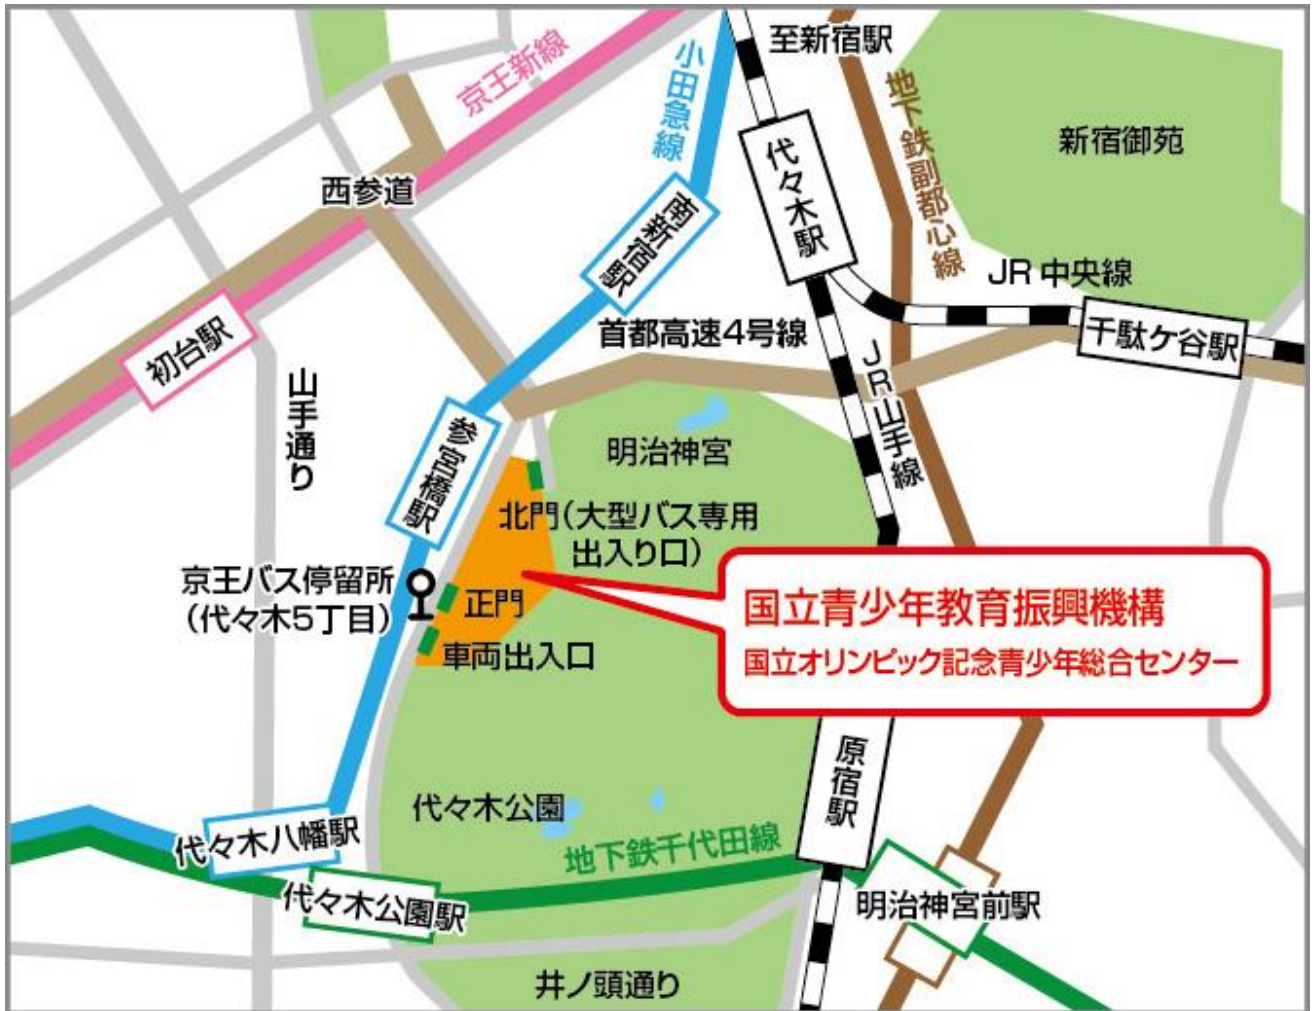 至新宿駅
京王新線
小田急線
地下鉄副都心線
新宿御苑
代々木駅
西参道
南新宿駅
JR中央線
首都高速4号線
千駄ケ谷駅
初台駅
JR山手線
山手通り
参宮橋駅
明治神宮
北門(大型バス専用
出入り口)
京王バス停留所
(代々木5丁目)
正門
車両出入口
国立青少年教育振興機構
国立オリンピック記念青少年総合センター
原宿駅
代々木公園
代々木八幡駅
地下鉄千代田線
代々木公園駅
明治神宮前駅
井ノ頭通り